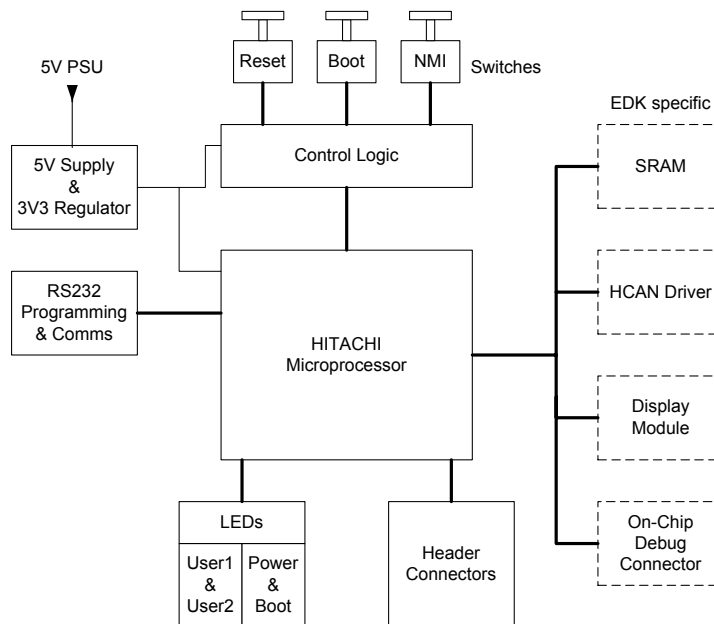 Reset
Boot
NMI
Switches
5V PSU
EDK specific
Control Logic
SRAM
5V Supply
&
3V3 Regulator
RS232
Programming
& Comms
HITACHI
Microprocessor
HCAN Driver
Display
Module
LEDs
User1
&
User2
Power
&
Boot
Header
Connectors
On-Chip
Debug
Connector